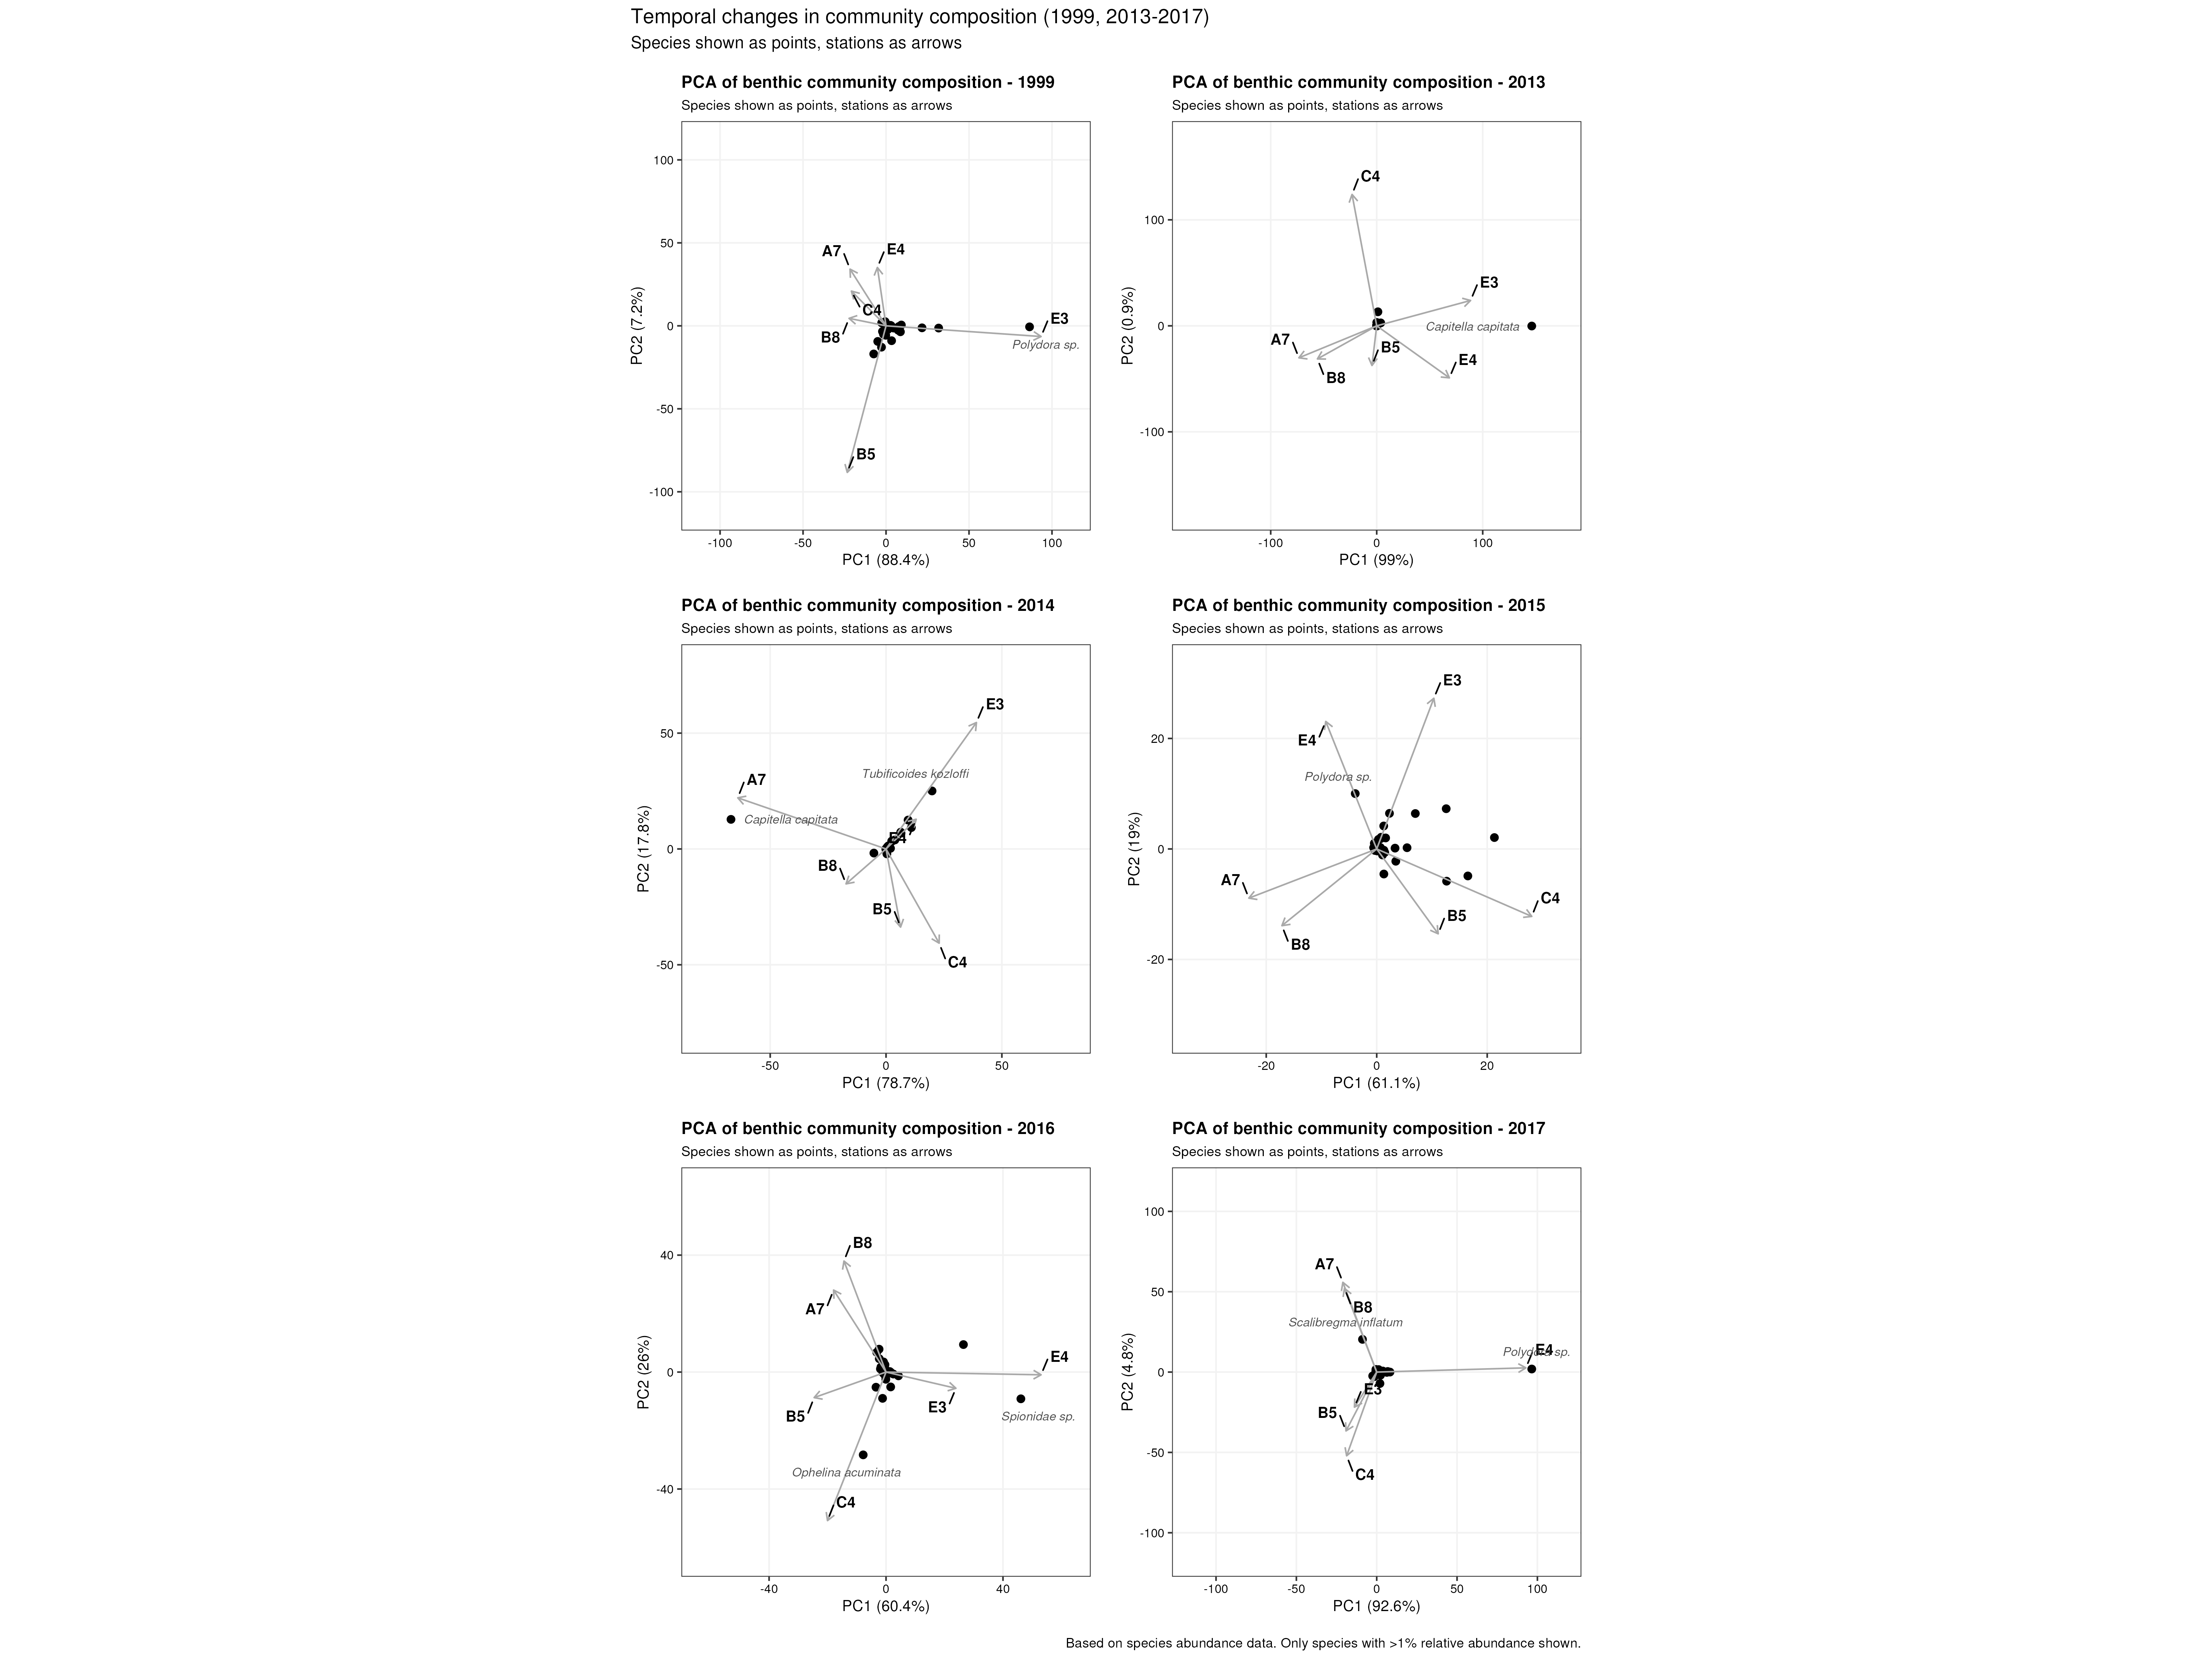 Temporal changes in community composition (1999, 2013-2017)
Species shown as points, stations as arrows
PCA of benthic community composition - 1999
Species shown as points, stations as arrows
100
50
0
-50
-100
PC2 (7.2%)
A7
E4
C4
B8
E3
Polydora sp.
B5
-100
-50
0
50
100
PC1 (88.4%)
PCA of benthic community composition - 2013
Species shown as points, stations as arrows
100
0
-100
PC2 (0.9%)
C4
E3
Capitella capitata
A7
B5
E4
B8
-100
0
100
PC1 (99%)
PCA of benthic community composition - 2014
Species shown as points, stations as arrows
50
0
-50
PC2 (17.8%)
E3
Tubificoides kozloffi
A7
Capitella capitata
E4
B8
B5
C4
-50
0
50
PC1 (78.7%)
PCA of benthic community composition - 2015
Species shown as points, stations as arrows
20
0
-20
PC2 (19%)
E3
E4
Polydora sp.
A7
C4
B5
B8
-20
0
20
PC1 (61.1%)
PCA of benthic community composition - 2016
Species shown as points, stations as arrows
40
0
-40
PC2 (26%)
B8
A7
E4
E3
B5
Spionidae sp.
Ophelina acuminata
C4
-40
0
40
PC1 (60.4%)
PCA of benthic community composition - 2017
Species shown as points, stations as arrows
100
50
0
-50
-100
PC2 (4.8%)
A7
B8
Scalibregma inflatum
E4
Polydora sp.
E3
B5
C4
-100
-50
0
50
100
PC1 (92.6%)
Based on species abundance data. Only species with >1% relative abundance shown.